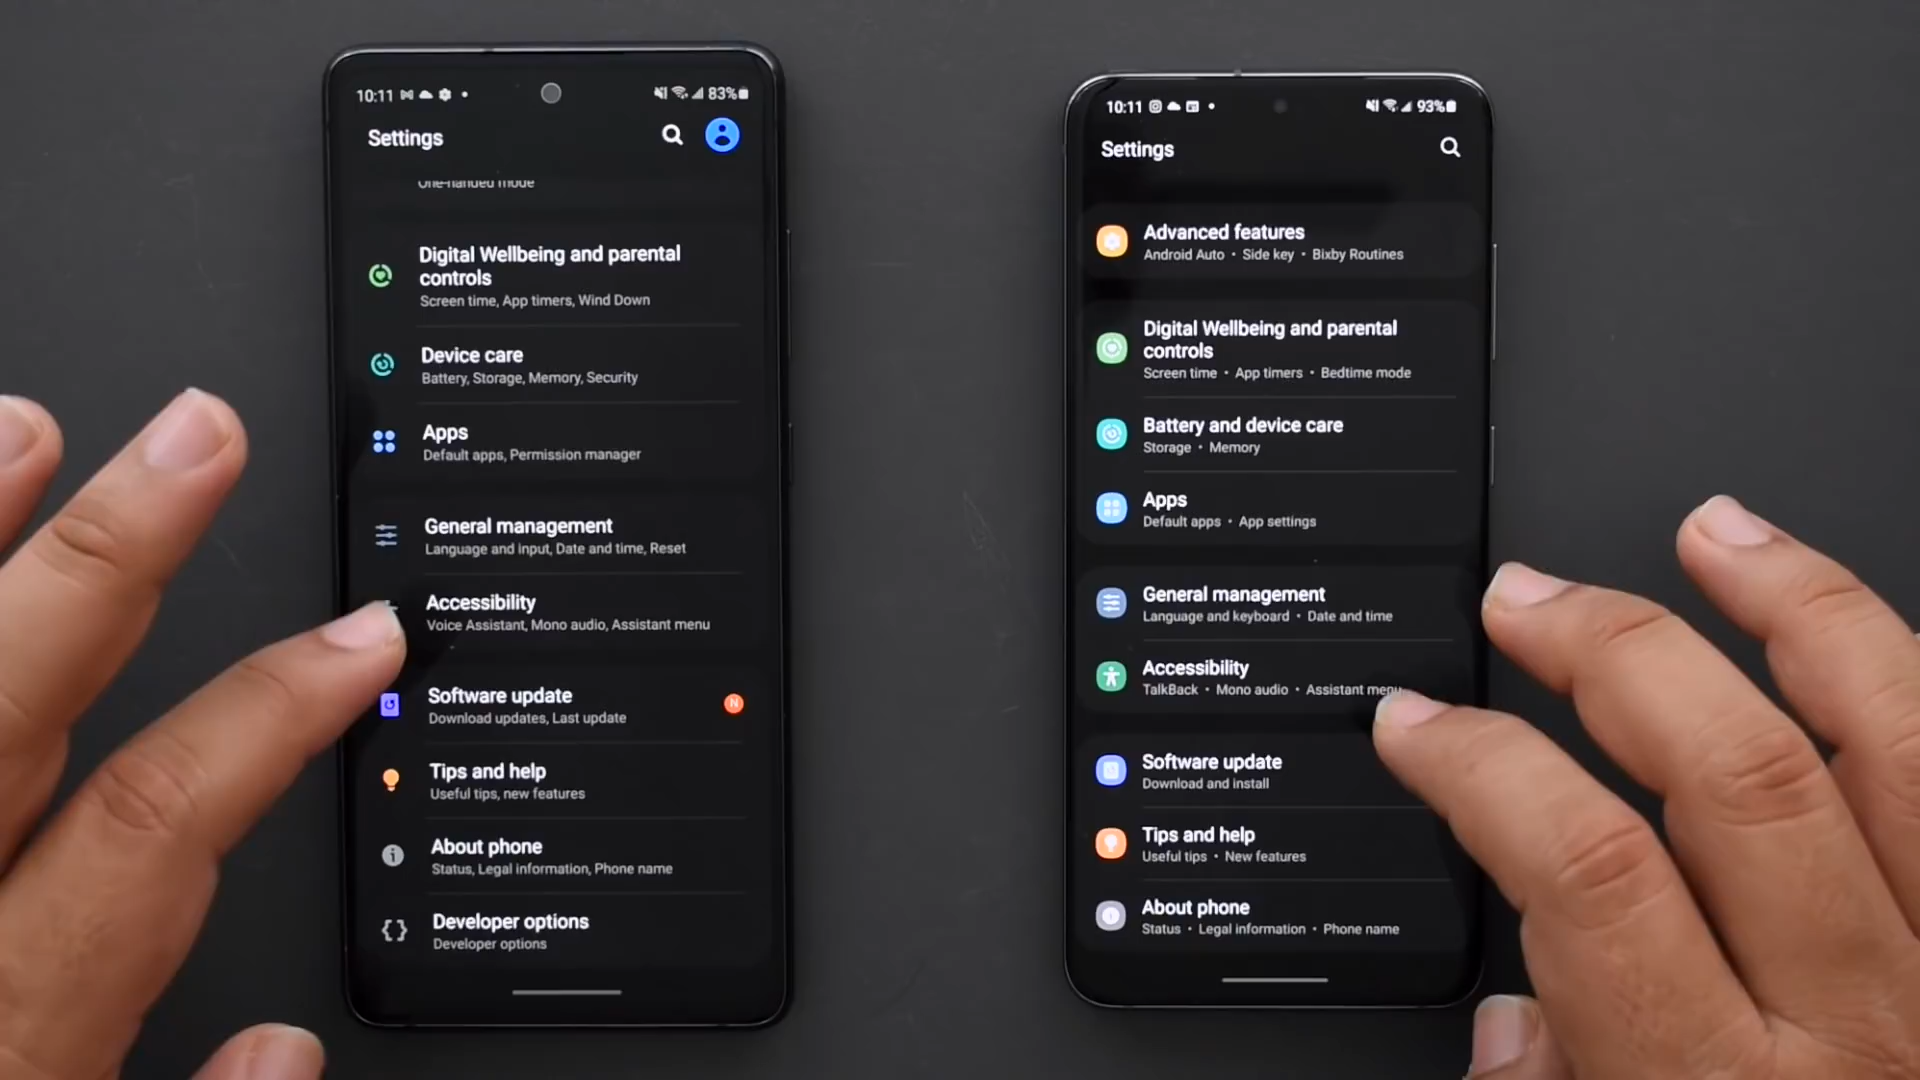 10:11
83%
Settings
One-handed mode
Digital Wellbeing and parental
controls
Screen time, App timers, Wind Down
Device care
Battery, Storage, Memory, Security
Apps
Default apps, Permission manager
General management
Language and input, Date and time, Reset
Accessibility
Voice Assistant, Mono audio, Assistant menu
Software update
N
Download updates, Last update
Tips and help
Useful tips, new features
About phone
Status, Legal information, Phone name
Developer options
Developer options
10:11
93%
Settings
Advanced features
Android Auto • Side key • Bixby Routines
Digital Wellbeing and parental
controls
Screen time • App timers • Bedtime mode
Battery and device care
Storage • Memory
Apps
Default apps • App settings
General management
Language and keyboard • Date and time
Accessibility
TalkBack • Mono audio • Assistant menu
Software update
Download and install
Tips and help
Useful tips • New features
About phone
Status • Legal information • Phone name